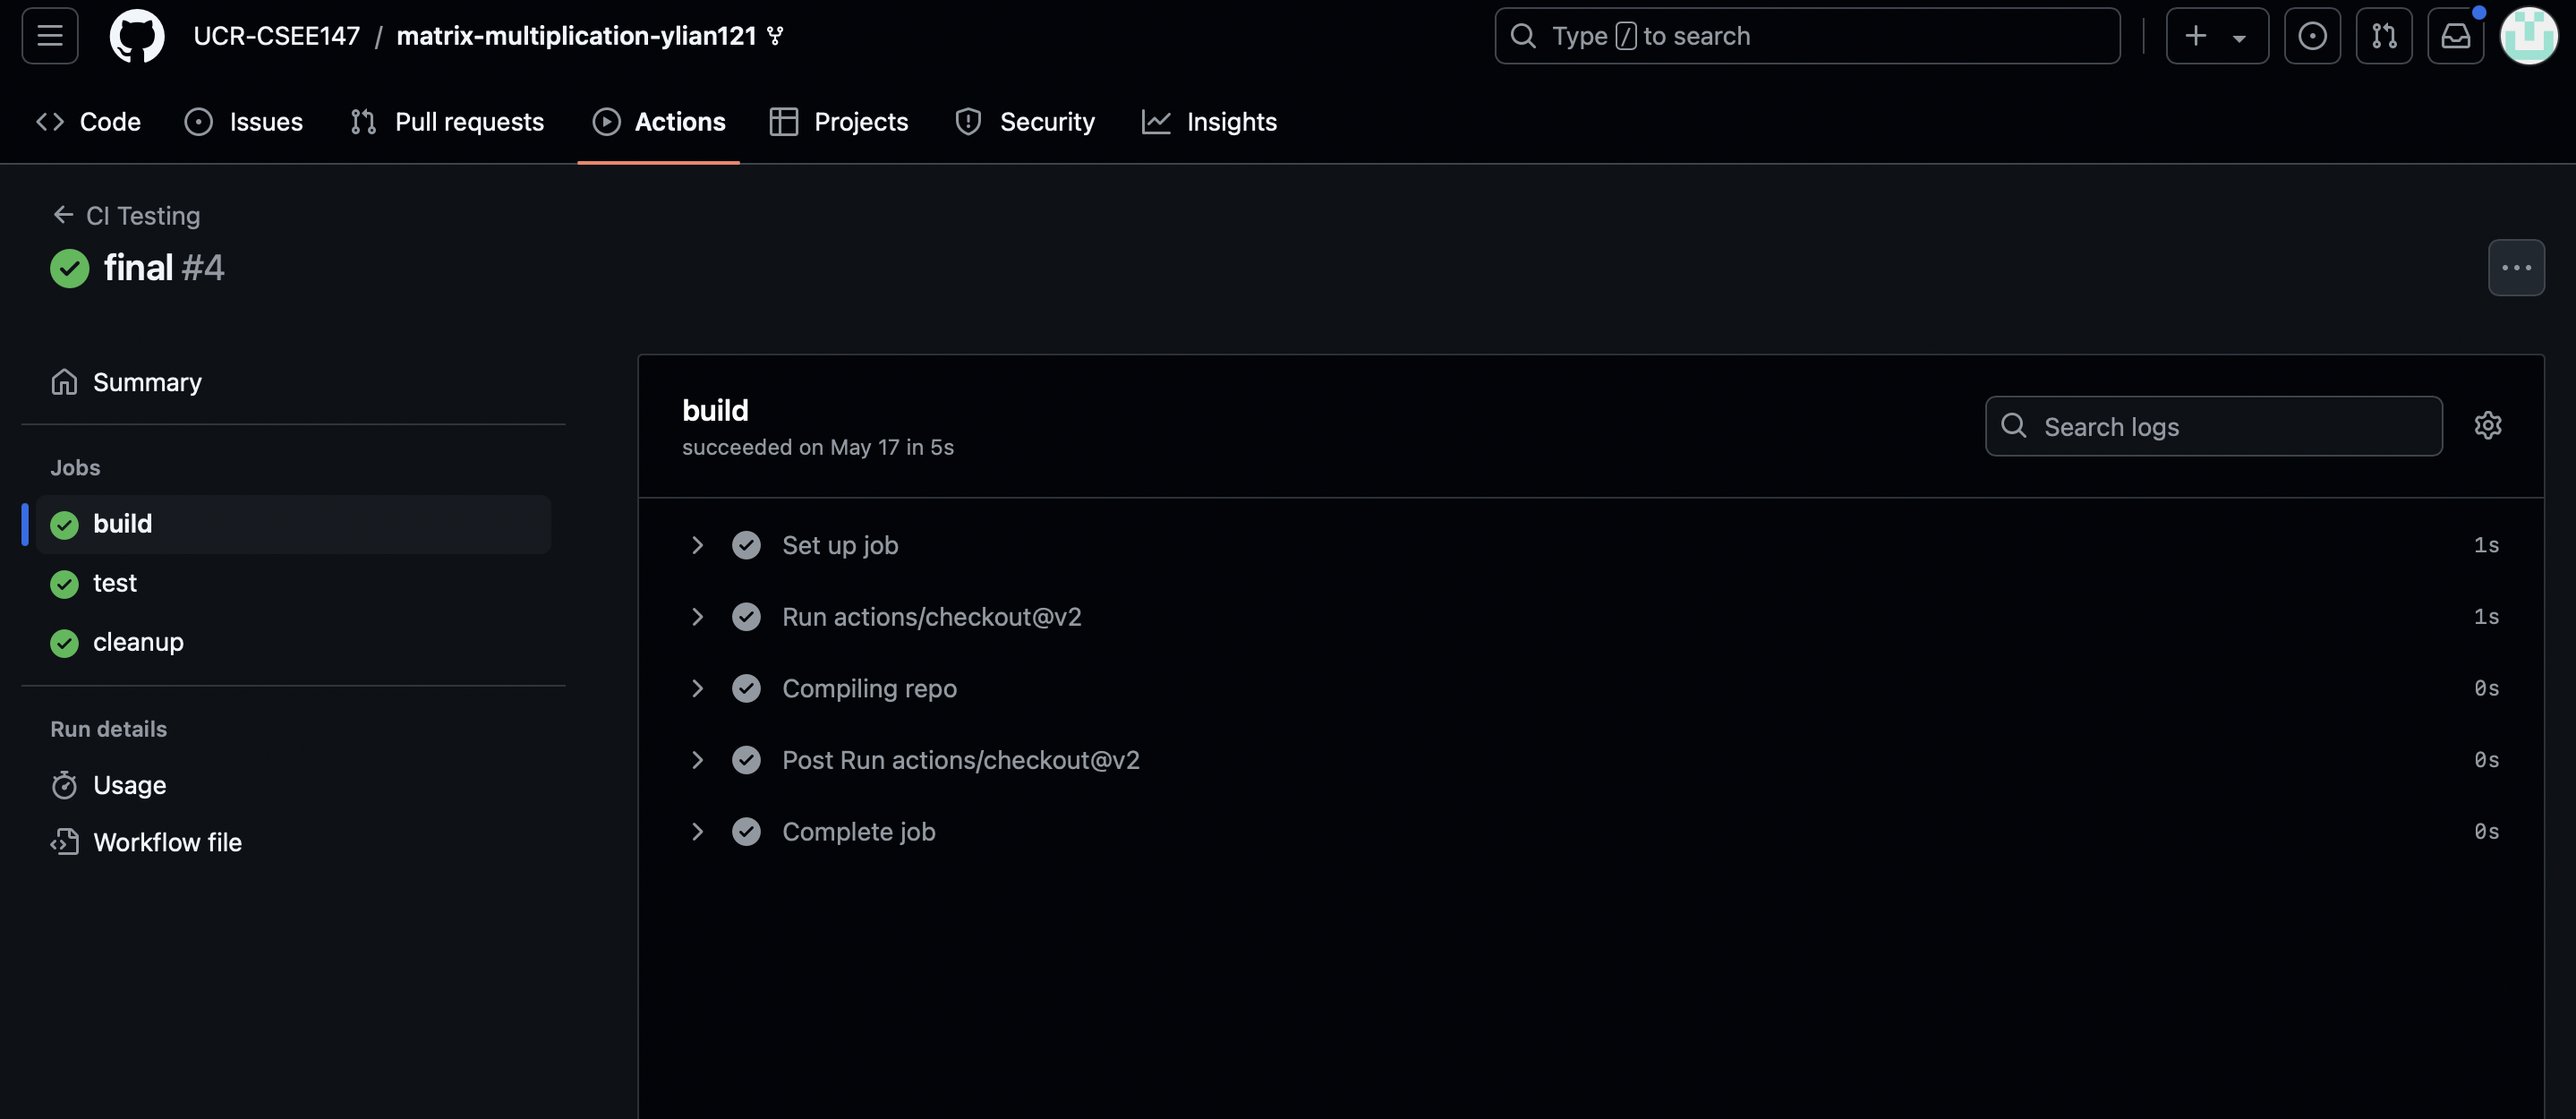 UCR-CSEE147 / matrix-multiplication-ylian121
Type / to search
Code Issues Pull requests Actions Projects Security Insights
CI Testing
final #4
Summary
Jobs
build
test
cleanup
Run details
Usage
Workflow file
build
succeeded on May 17 in 5s
Search logs
Set up job 1s
Run actions/checkout@v2 1s
Compiling repo 0s
Post Run actions/checkout@v2 0s
Complete job 0s